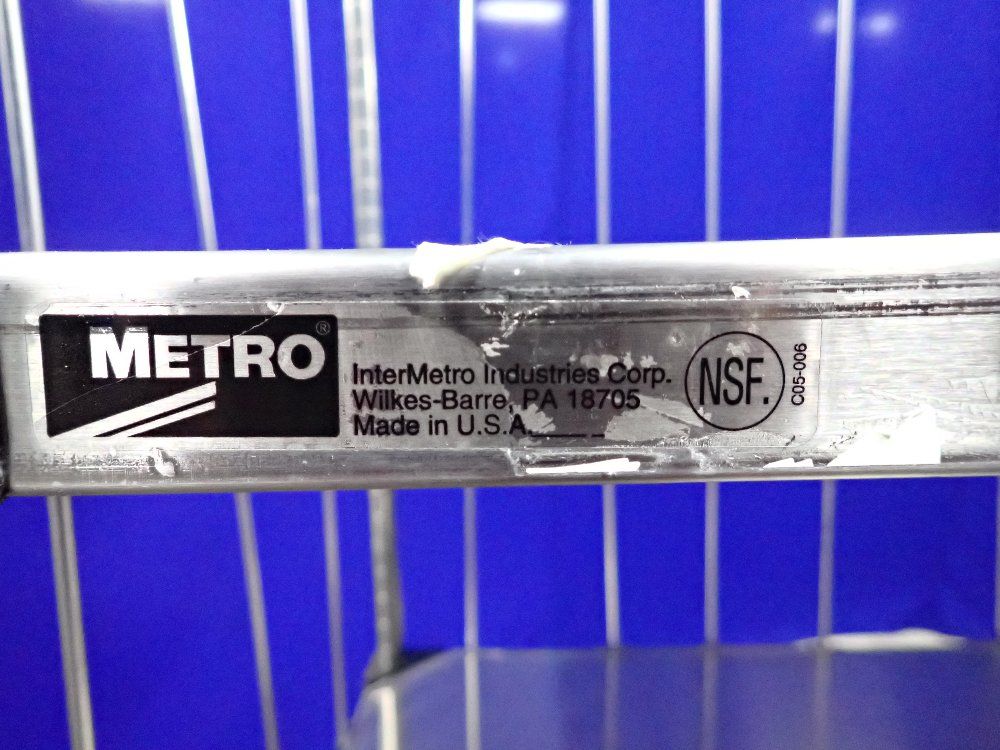 METRO®
InterMetro Industries Corp.
Wilkes-Barre, PA 18705
Made in U.S.A.
NSF.
C05-006